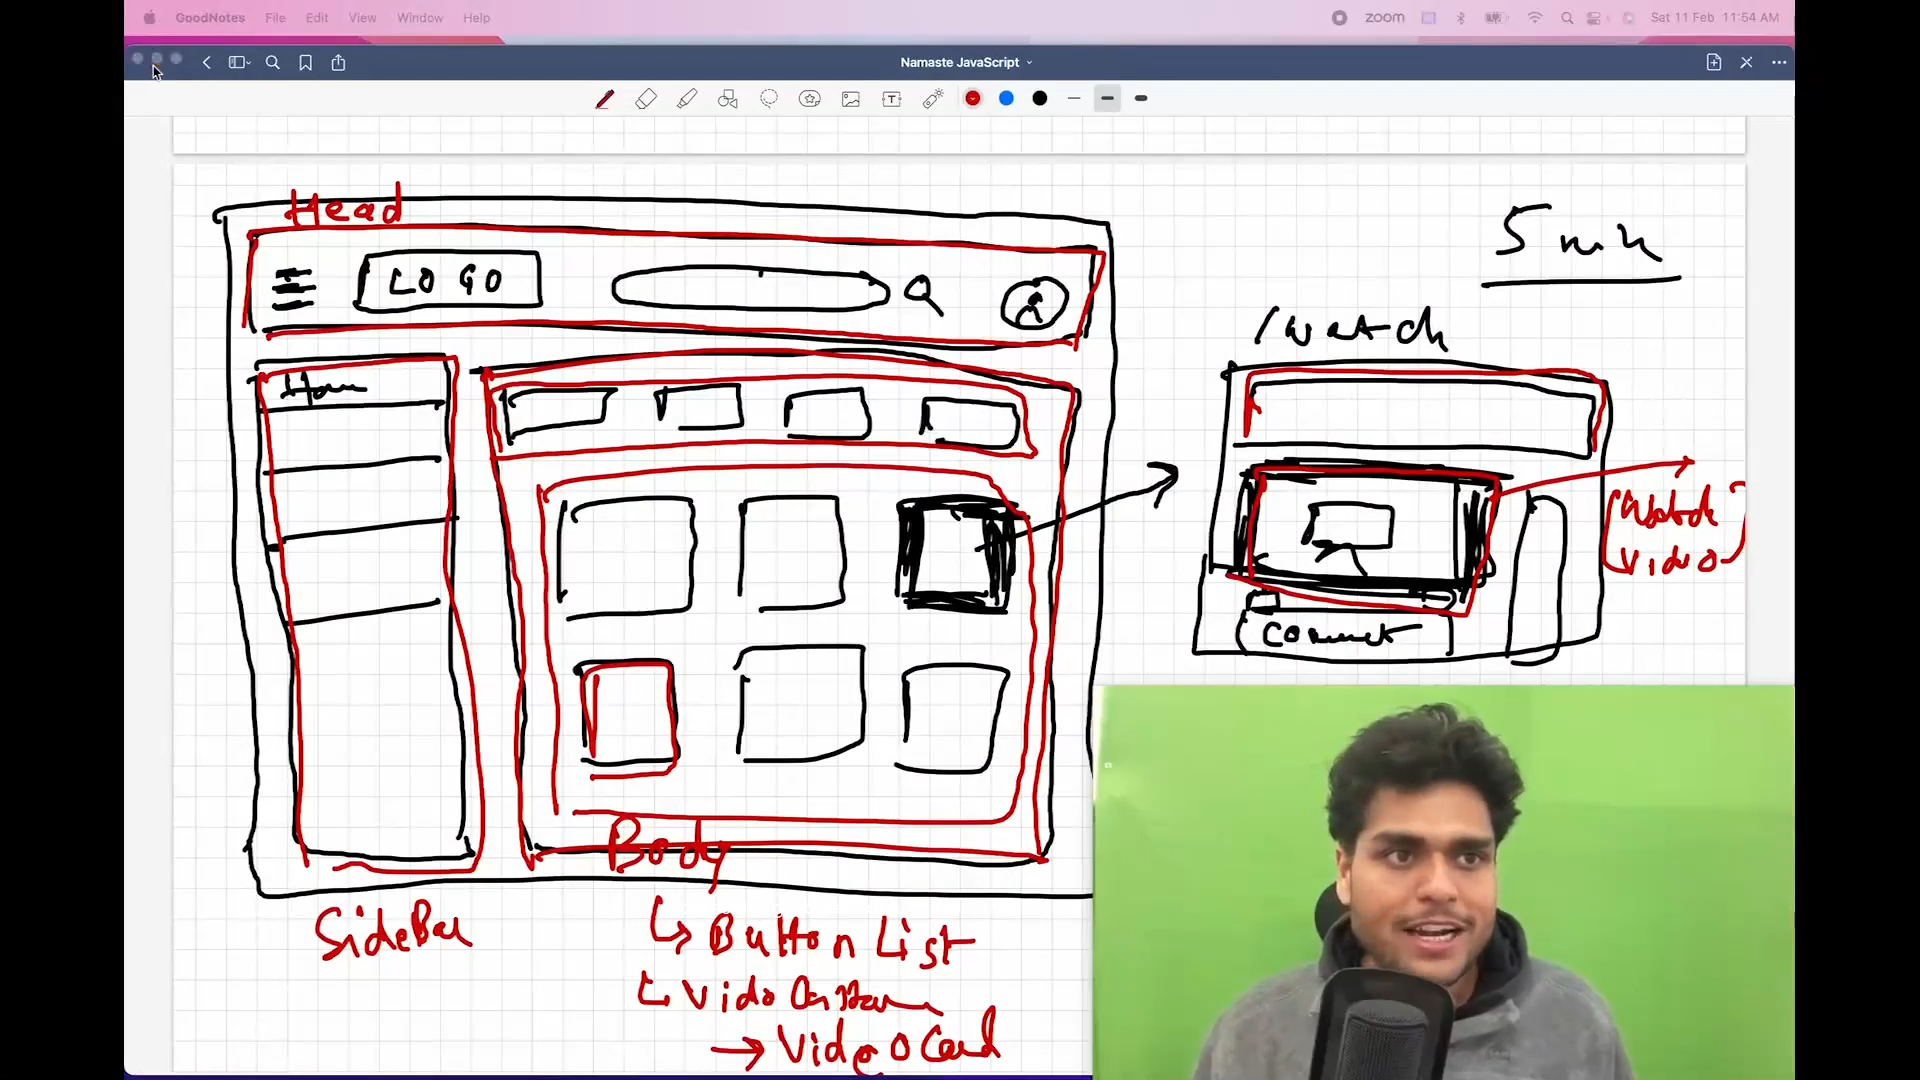 GoodNotes File Edit View Window Help zoom Sat 11 Feb 11:54 AM
Namaste JavaScript
Head
LOGO
5 min
/watch
Home
Watch
Video
Comment
Body
SideBar
↳ Button List
↳ Video Container
→ Video Card